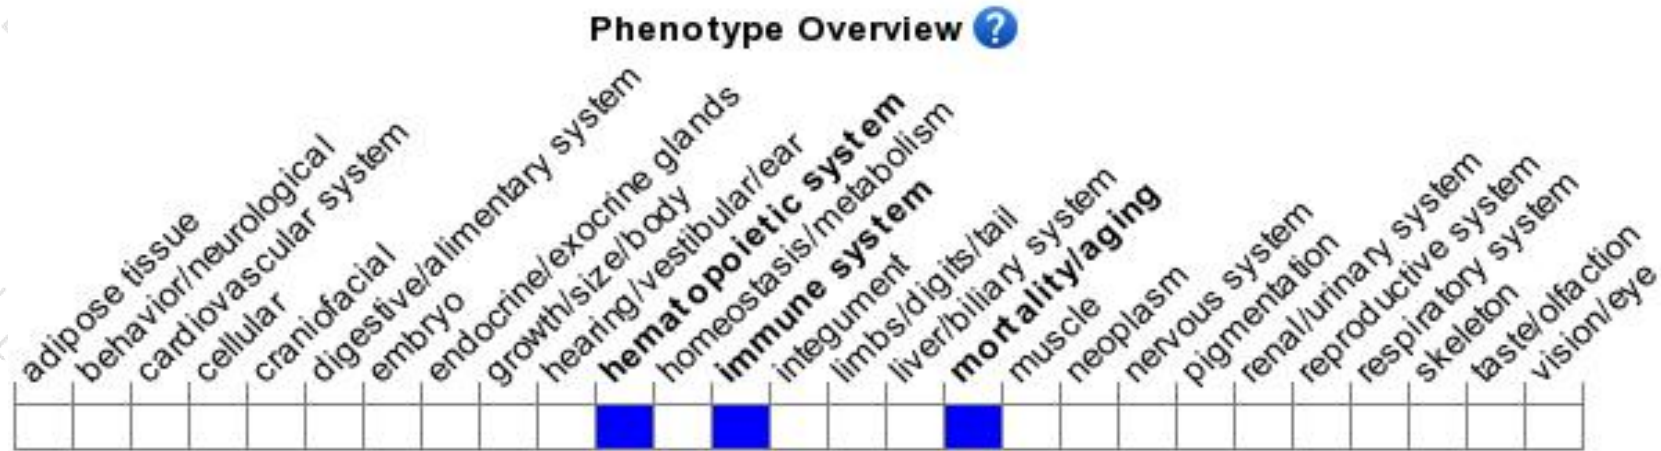 Phenotype Overview ?
adipose tissue
behavior/neurological
cardiovascular system
cellular
craniofacial
digestive/alimentary system
embryo
endocrine/exocrine glands
growth/size/body
hearing/vestibular/ear
hematopoietic system
homeostasis/metabolism
immune system
integument
limbs/digits/tail
liver/biliary system
mortality/aging
muscle
neoplasm
nervous system
pigmentation
renal/urinary system
reproductive system
respiratory system
skeleton
taste/olfaction
vision/eye